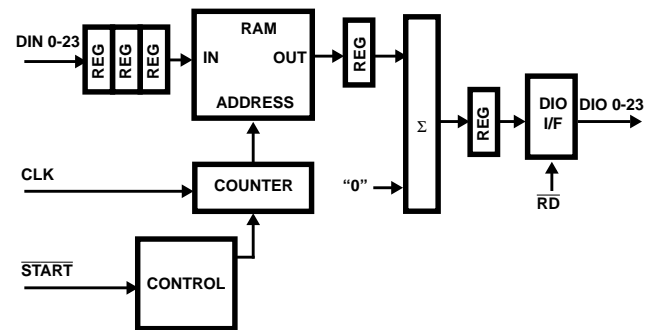 DIN 0-23
REG
REG
REG
RAM
IN
OUT
ADDRESS
REG
Σ
"0"
REG
DIO
I/F
DIO 0-23
RD
CLK
COUNTER
START
CONTROL